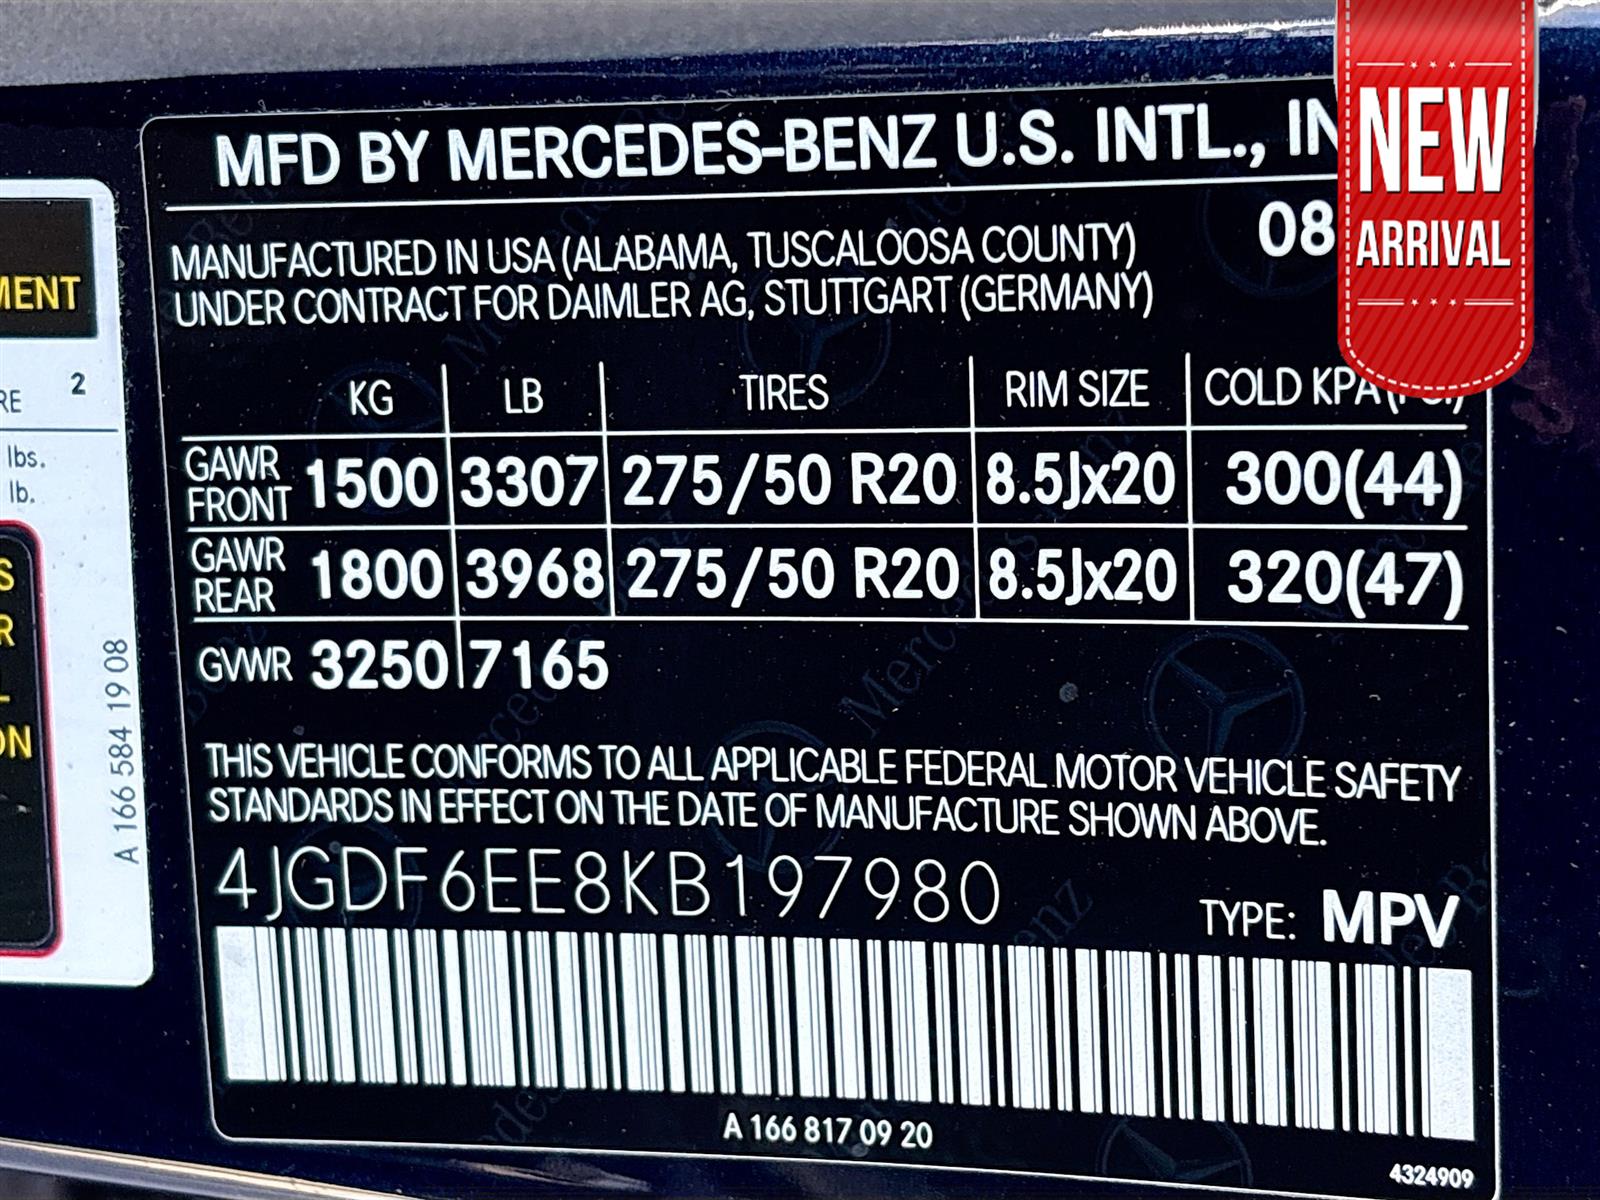 MFD BY MERCEDES-BENZ U.S. INTL., IN
NEW
ARRIVAL
08
MANUFACTURED IN USA (ALABAMA, TUSCALOOSA COUNTY)
UNDER CONTRACT FOR DAIMLER AG, STUTTGART (GERMANY)
KG LB TIRES RIM SIZE COLD KPA
GAWR FRONT 1500 3307 275/50 R20 8.5Jx20 300(44)
GAWR REAR 1800 3968 275/50 R20 8.5Jx20 320(47)
GVWR 3250 7165
THIS VEHICLE CONFORMS TO ALL APPLICABLE FEDERAL MOTOR VEHICLE SAFETY
STANDARDS IN EFFECT ON THE DATE OF MANUFACTURE SHOWN ABOVE.
4JGDF6EE8KB197980
TYPE: MPV
A 166 817 09 20
4324909
MENT
RE 2
lbs.
lb.
S
R
L
ON
A 166 584 19 08